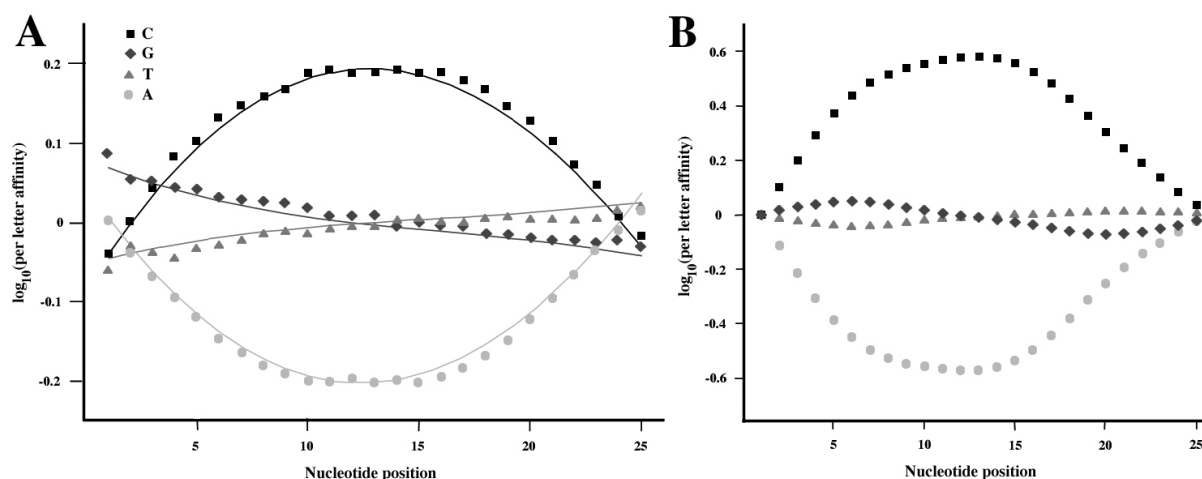 A
C
G
T
A
0.2
0.1
0
-0.1
-0.2
log10(per letter affinity)
5
10
15
20
25
Nucleotide position
B
0.6
0.4
0.2
0
-0.2
-0.4
-0.6
log10(per letter affinity)
5
10
15
20
25
Nucleotide position